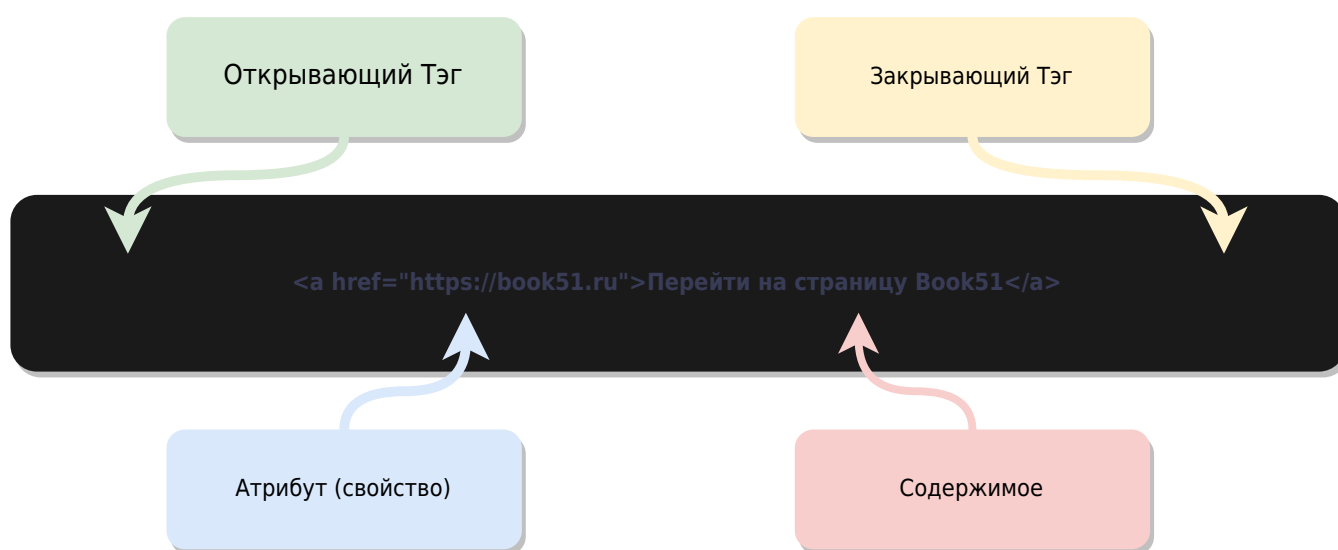 Открывающий Тэг
Закрывающий Тэг
<a href="https://book51.ru">Перейти на страницу Book51</a>
Атрибут (свойство)
Содержимое